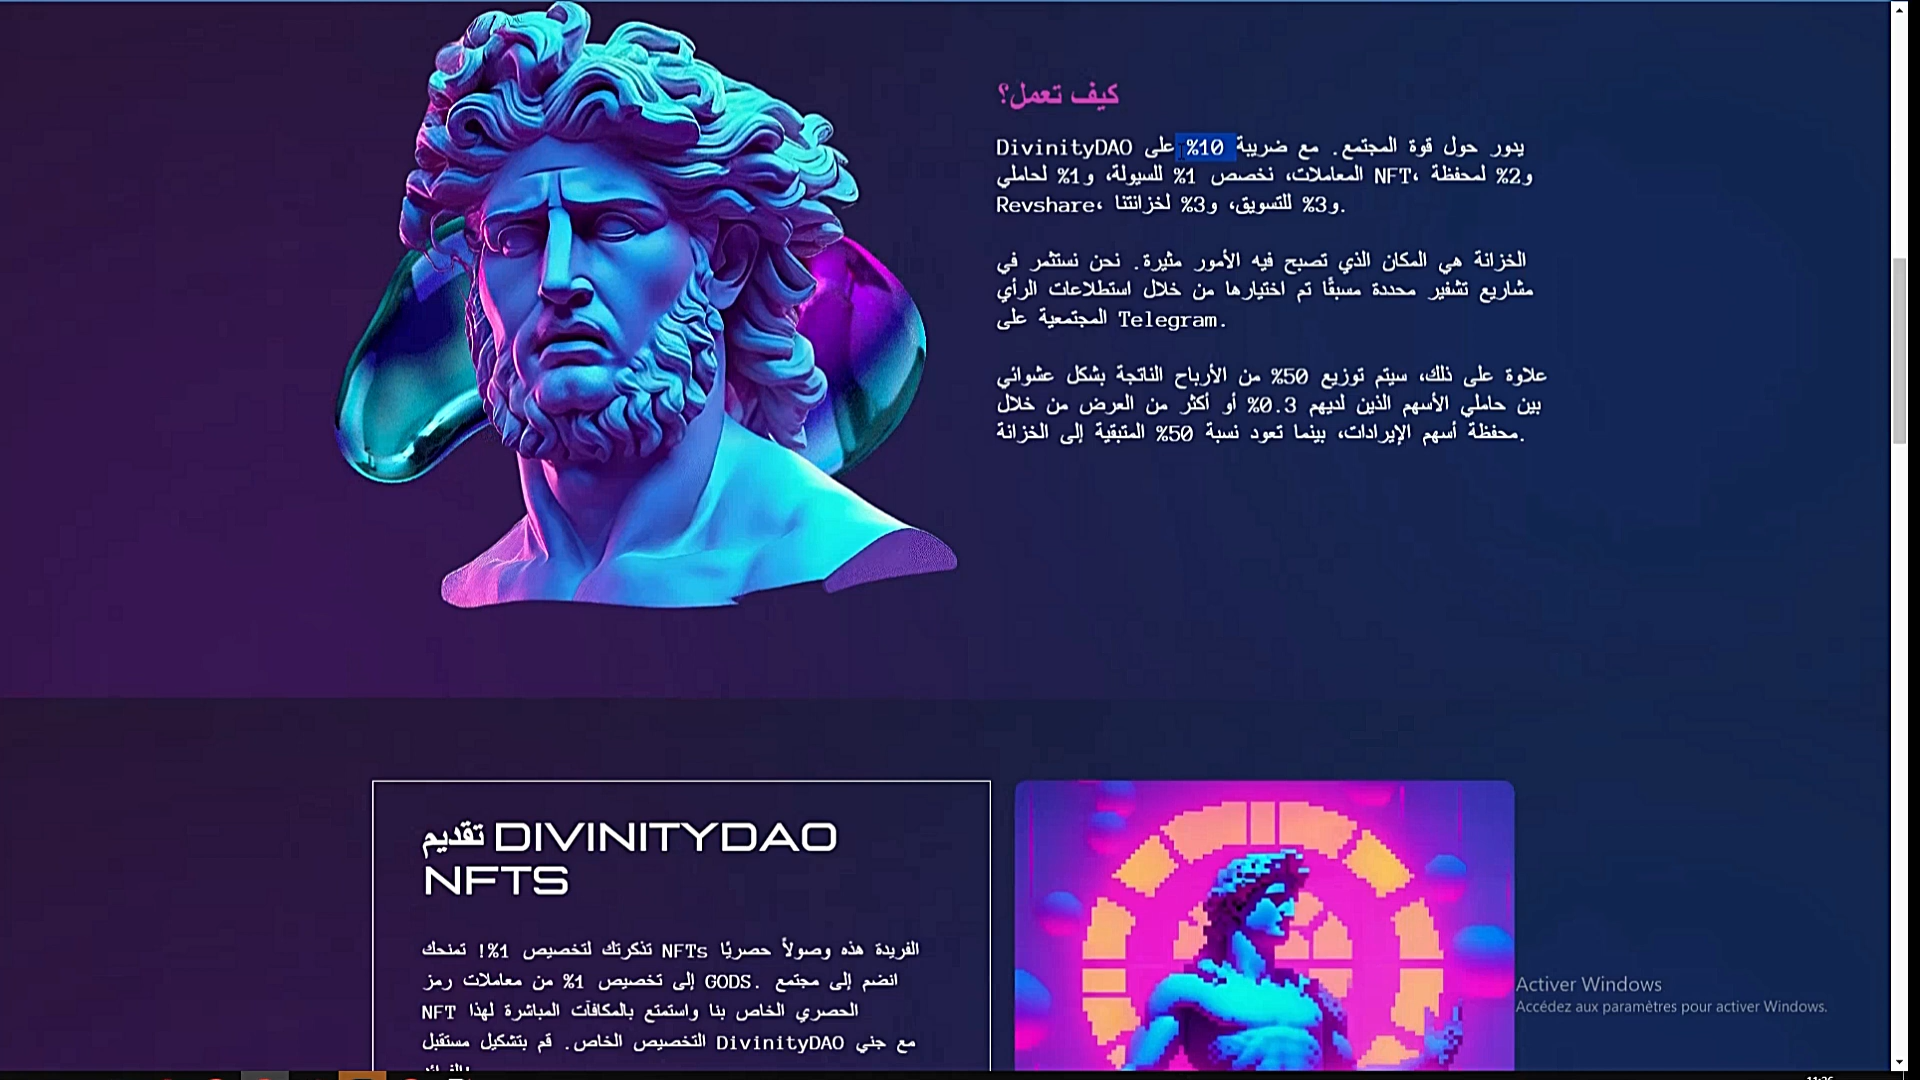 كيف تعمل؟
DivinityDAO يدور حول قوة المجتمع. مع ضريبة 10% على
المعاملات، نخصص 1% للسيولة، و1% لحاملي NFT، و2% لمحفظة
Revshare، و3% للتسويق، و3% لخزانتنا.
الخزانة هي المكان الذي تصبح فيه الأمور مثيرة. نحن نستثمر في
مشاريع تشفير محددة مسبقًا تم اختيارها من خلال استطلاعات الرأي
المجتمعية على Telegram.
علاوة على ذلك، سيتم توزيع 50% من الأرباح الناتجة بشكل عشوائي
بين حاملي الأسهم الذين لديهم 0.3% أو أكثر من العرض من خلال
محفظة أسهم الإيرادات، بينما تعود نسبة 50% المتبقية إلى الخزانة.
تقديم DIVINITYDAO
NFTS
تذكرتك لتخصيص 1%! تمنحك NFTs الفريدة هذه وصولاً حصريًا
إلى تخصيص 1% من معاملات رمز GODS. انضم إلى مجتمع
NFT الحصري الخاص بنا واستمتع بالمكافآت المباشرة لهذا
التخصيص الخاص. قم بتشكيل مستقبل DivinityDAO مع جني
Activer Windows
Accédez aux paramètres pour activer Windows.